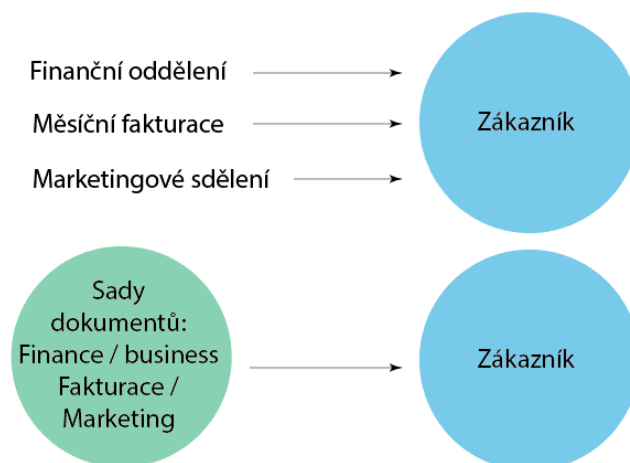 Finanční oddělení
Měsíční fakturace
Marketingové sdělení
Zákazník
Sady
dokumentů:
Finance / business
Fakturace /
Marketing
Zákazník